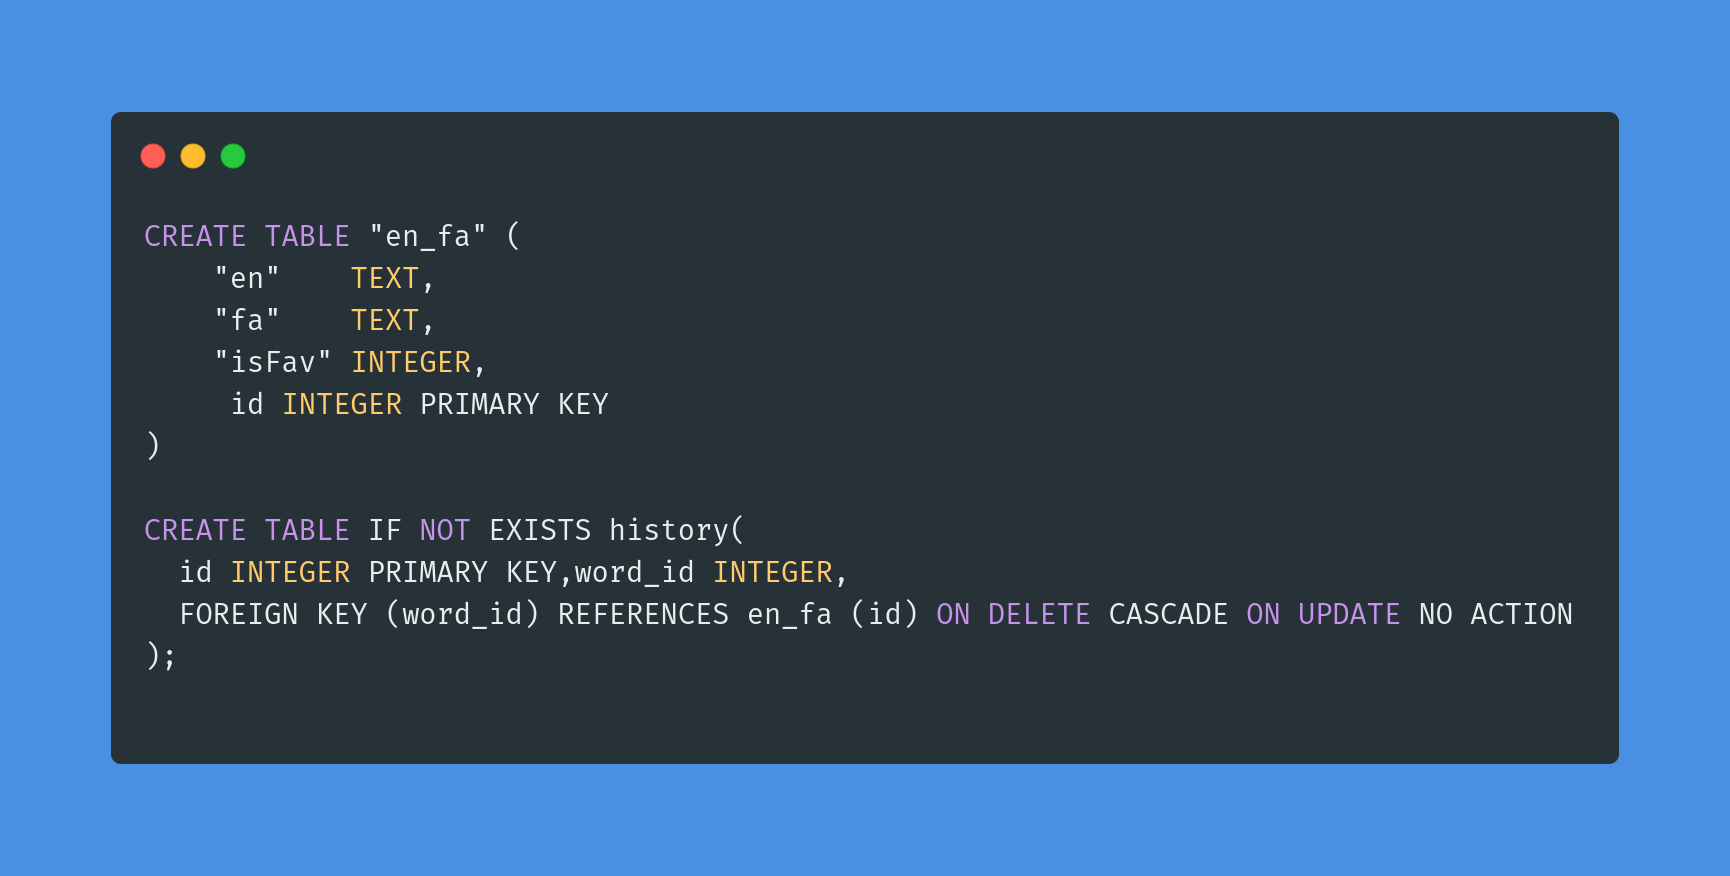 CREATE TABLE "en_fa" (
    "en"    TEXT,
    "fa"    TEXT,
    "isFav" INTEGER,
     id INTEGER PRIMARY KEY
)

CREATE TABLE IF NOT EXISTS history(
  id INTEGER PRIMARY KEY,word_id INTEGER,
  FOREIGN KEY (word_id) REFERENCES en_fa (id) ON DELETE CASCADE ON UPDATE NO ACTION
);